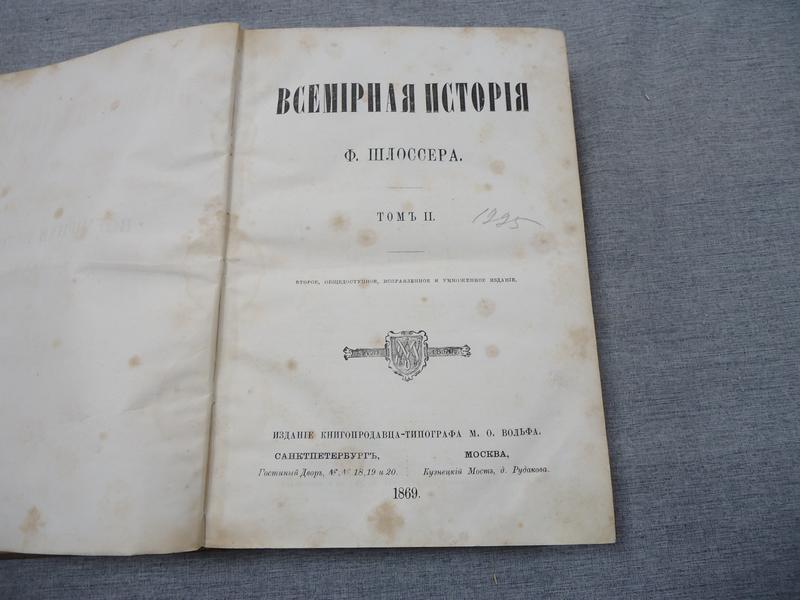 ВСЕМІРНАЯ ИСТОРІЯ
Ф. ШЛОССЕРА.
ТОМЪ II.
1995
ВТОРОЕ, ОБЩЕДОСТУПНОЕ, ИСПРАВЛЕННОЕ И УМНОЖЕННОЕ ИЗДАНІЕ.
ИЗДАНІЕ КНИГОПРОДАВЦА-ТИПОГРАФА М. О. ВОЛЬФА.
САНКТПЕТЕРБУРГЪ, МОСКВА,
Гостиный Дворъ, №№ 18, 19 и 20. Кузнецкій Мостъ, д. Рудакова.
1869.